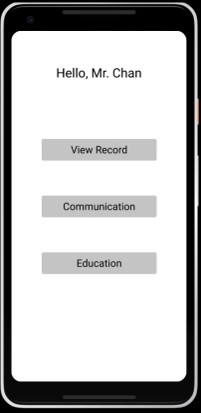 Hello, Mr. Chan
View Record
Communication
Education